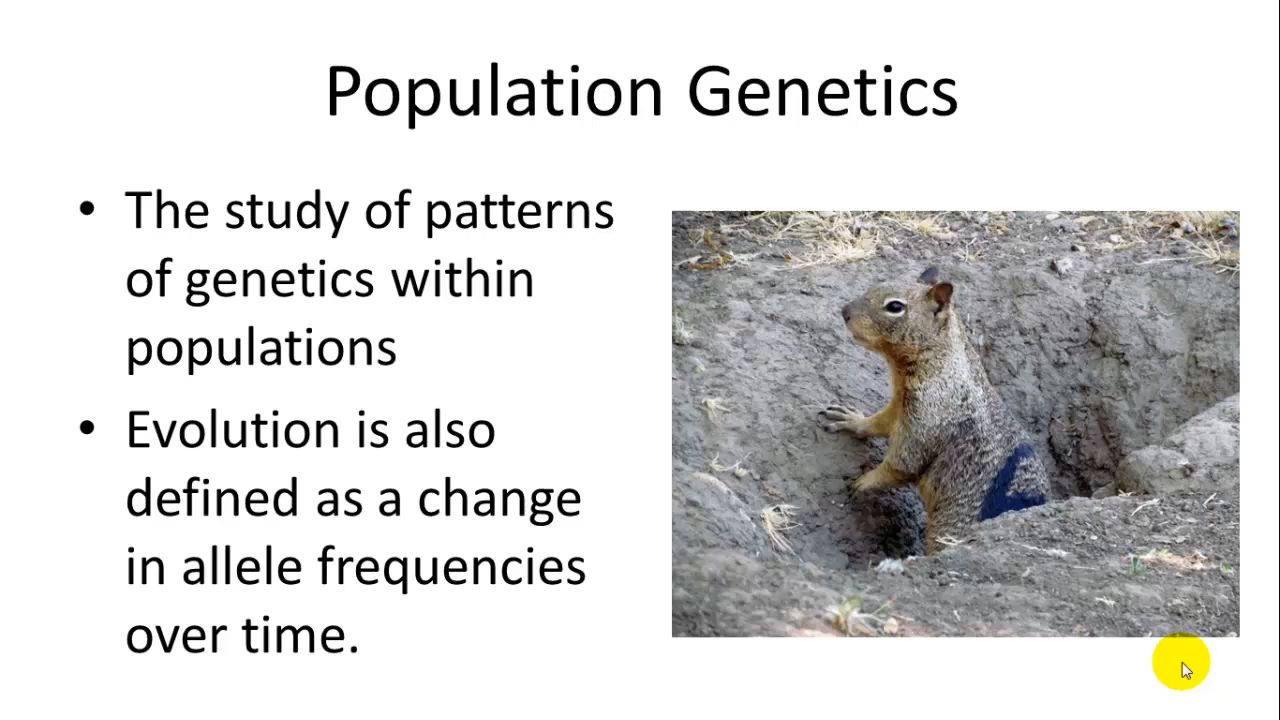 Population Genetics
• The study of patterns
of genetics within
populations
• Evolution is also
defined as a change
in allele frequencies
over time.